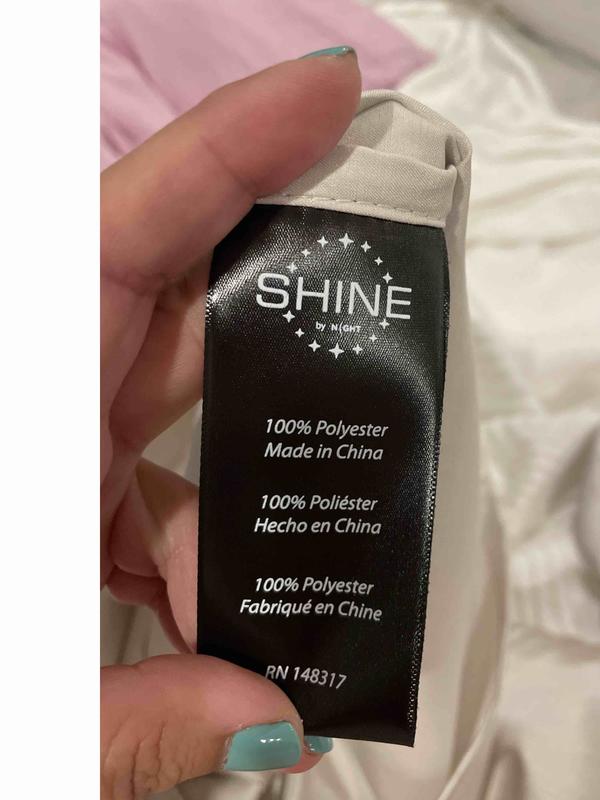 SHINE
by NIGHT
100% Polyester
Made in China
100% Poliéster
Hecho en China
100% Polyester
Fabriqué en Chine
RN 148317